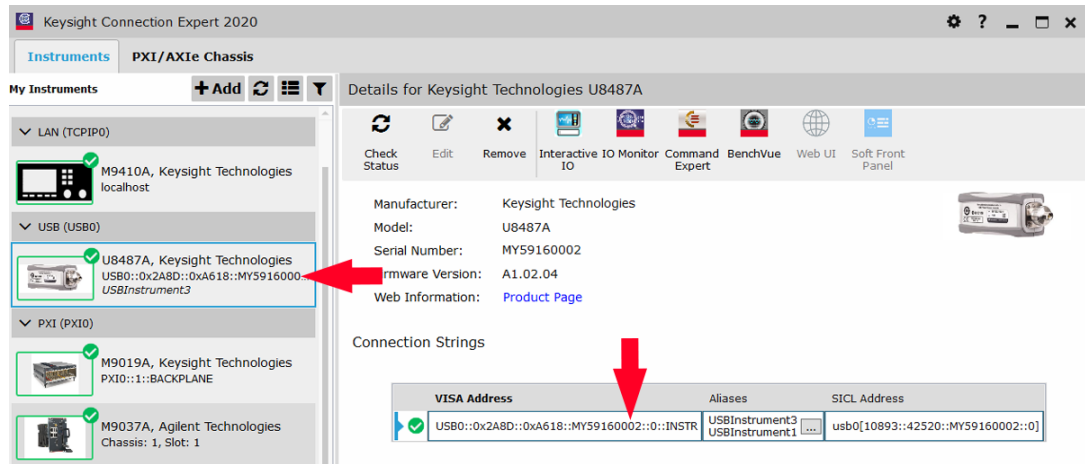 Keysight Connection Expert 2020
Instruments PXI/AXIe Chassis
My Instruments + Add
LAN (TCPIP0)
M9410A, Keysight Technologies
localhost
USB (USB0)
U8487A, Keysight Technologies
USB0::0x2A8D::0xA618::MY5916000...
USBInstrument3
PXI (PXI0)
M9019A, Keysight Technologies
PXI0::1::BACKPLANE
M9037A, Agilent Technologies
Chassis: 1, Slot: 1
Details for Keysight Technologies U8487A
Check Status
Edit
Remove
Interactive IO
IO Monitor
Command Expert
BenchVue
Web UI
Soft Front Panel
Manufacturer: Keysight Technologies
Model: U8487A
Serial Number: MY59160002
irmware Version: A1.02.04
Web Information: Product Page
Connection Strings
VISA Address Aliases SICL Address
USB0::0x2A8D::0xA618::MY59160002::0::INSTR
USBInstrument3
USBInstrument1 ...
usb0[10893::42520::MY59160002::0]